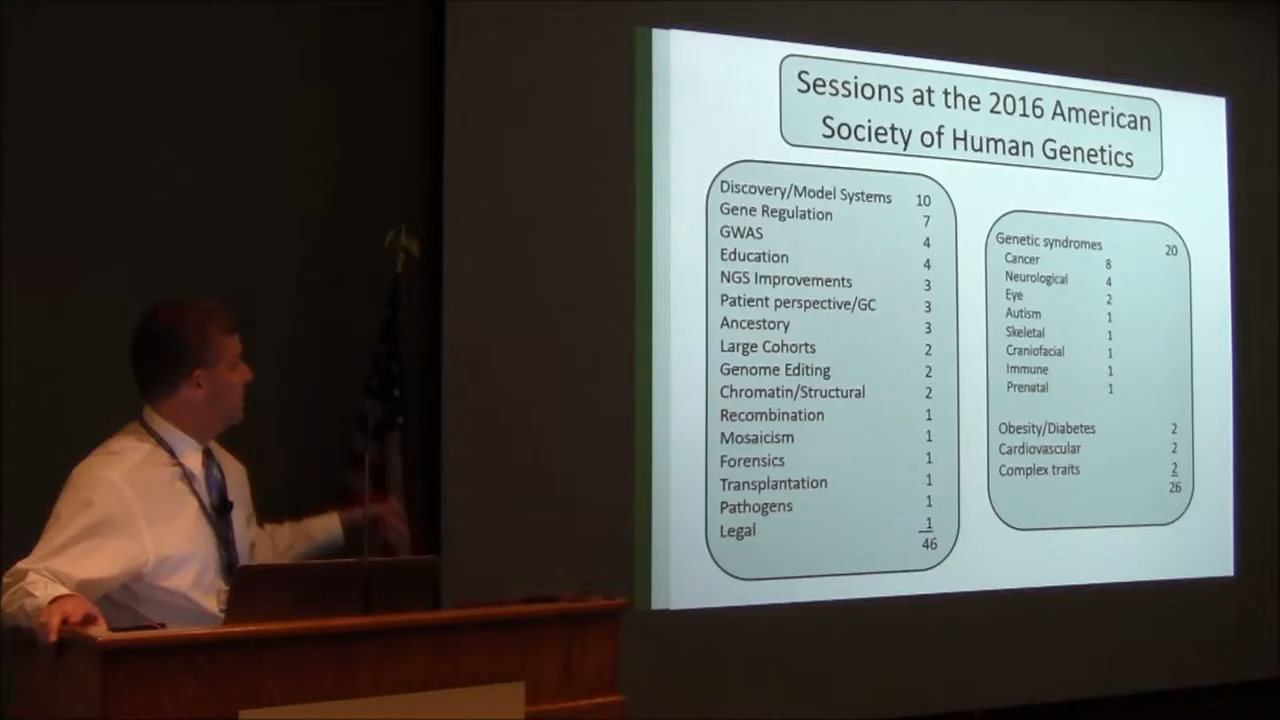 Sessions at the 2016 American
Society of Human Genetics
Discovery/Model Systems 10
Gene Regulation 7
GWAS 4
Education 4
NGS Improvements 3
Patient perspective/GC 3
Ancestory 3
Large Cohorts 2
Genome Editing 2
Chromatin/Structural 2
Recombination 1
Mosaicism 1
Forensics 1
Transplantation 1
Pathogens 1
Legal 1
46
Genetic syndromes 20
Cancer 8
Neurological 4
Eye 2
Autism 1
Skeletal 1
Craniofacial 1
Immune 1
Prenatal 1
Obesity/Diabetes 2
Cardiovascular 2
Complex traits 2
26